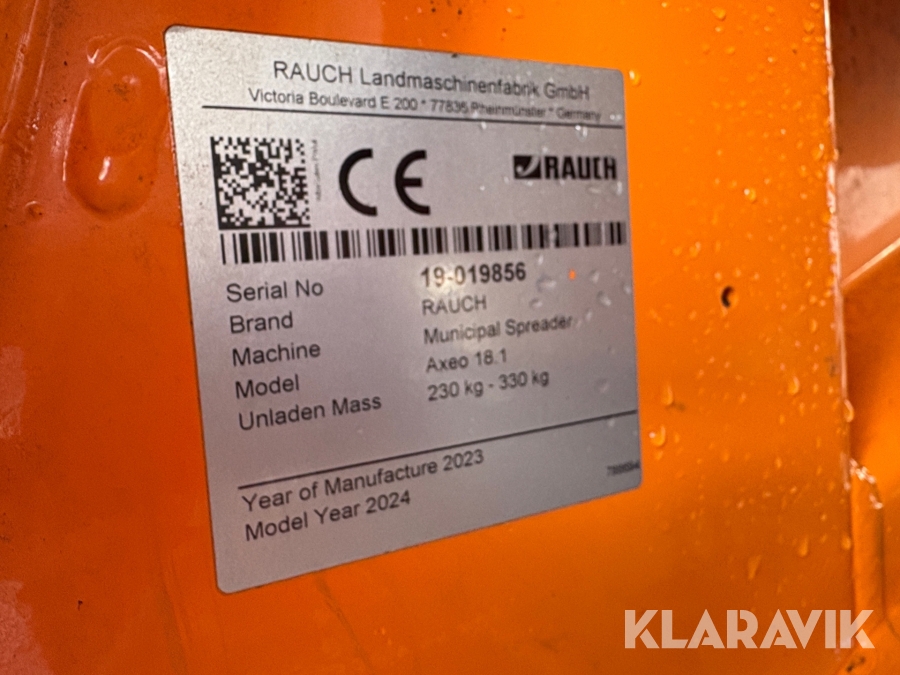 RAUCH Landmaschinenfabrik GmbH
Victoria Boulevard E 200 * 77836 Rheinmünster * Germany
CE RAUCH
Serial No 19-019856
Brand RAUCH
Machine Municipal Spreader
Model Axeo 18.1
Unladen Mass 230 kg - 330 kg
Year of Manufacture 2023
Model Year 2024
KLARAVIK